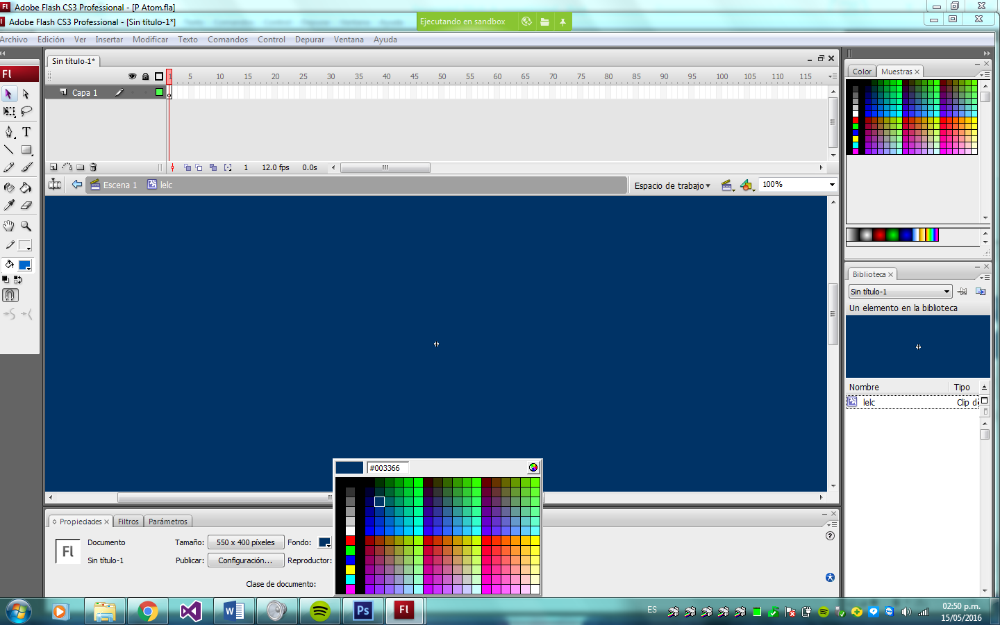 Adobe Flash CS3 Professional - [P Atom.fla]
Adobe Flash CS3 Professional - [Sin título-1*]
Ejecutando en sandbox
Archivo Edición Ver Insertar Modificar Texto Comandos Control Depurar Ventana Ayuda
Sin título-1*
Color Muestras
Fl
1 5 10 15 20 25 30 35 40 45 50 55 60 65 70 75 80 85 90 95 100 105 110 115
Capa 1
T
1 12.0 fps 0.0s
Escena 1 lelc Espacio de trabajo 100%
Biblioteca
Sin título-1
Un elemento en la biblioteca
Nombre Tipo
lelc Clip d
#003366
Propiedades Filtros Parámetros
Fl
Documento Tamaño: 550 x 400 píxeles Fondo:
Sin título-1 Publicar: Configuración... Reproductor:
Clase de documento:
W Ps Fl
ES
02:50 p.m.
15/05/2016